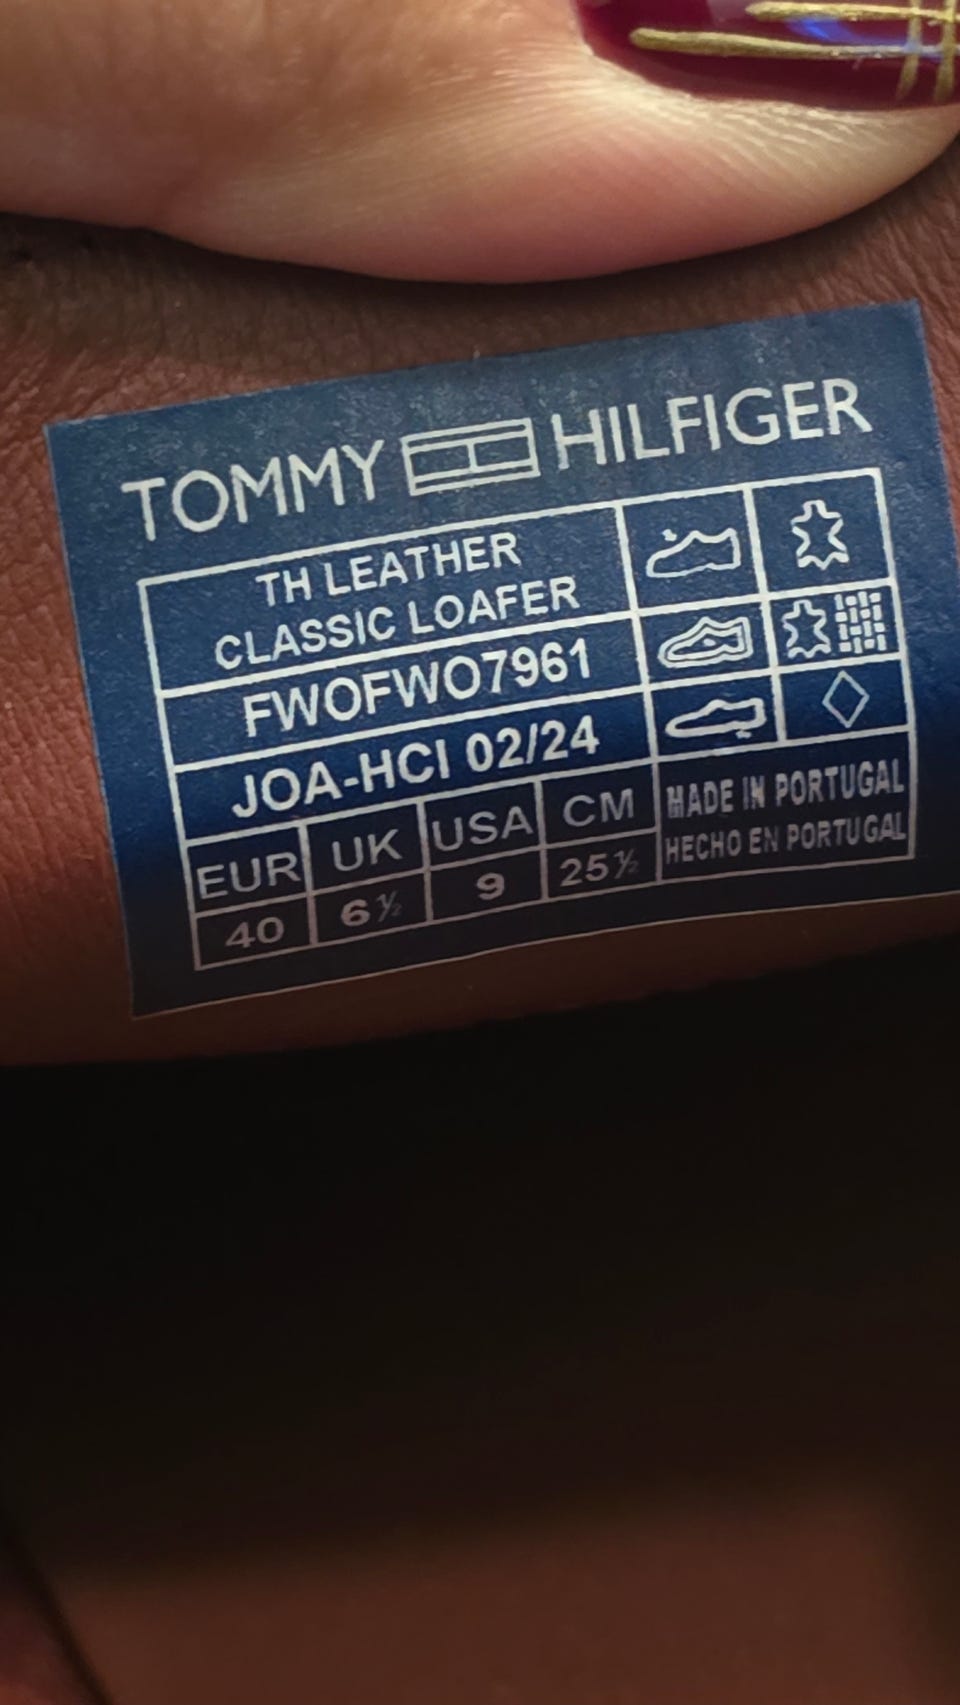 TOMMY HILFIGER
TH LEATHER
CLASSIC LOAFER
FWOFWO7961
JOA-HCI 02/24
EUR UK USA CM
40 6½ 9 25½
MADE IN PORTUGAL
HECHO EN PORTUGAL